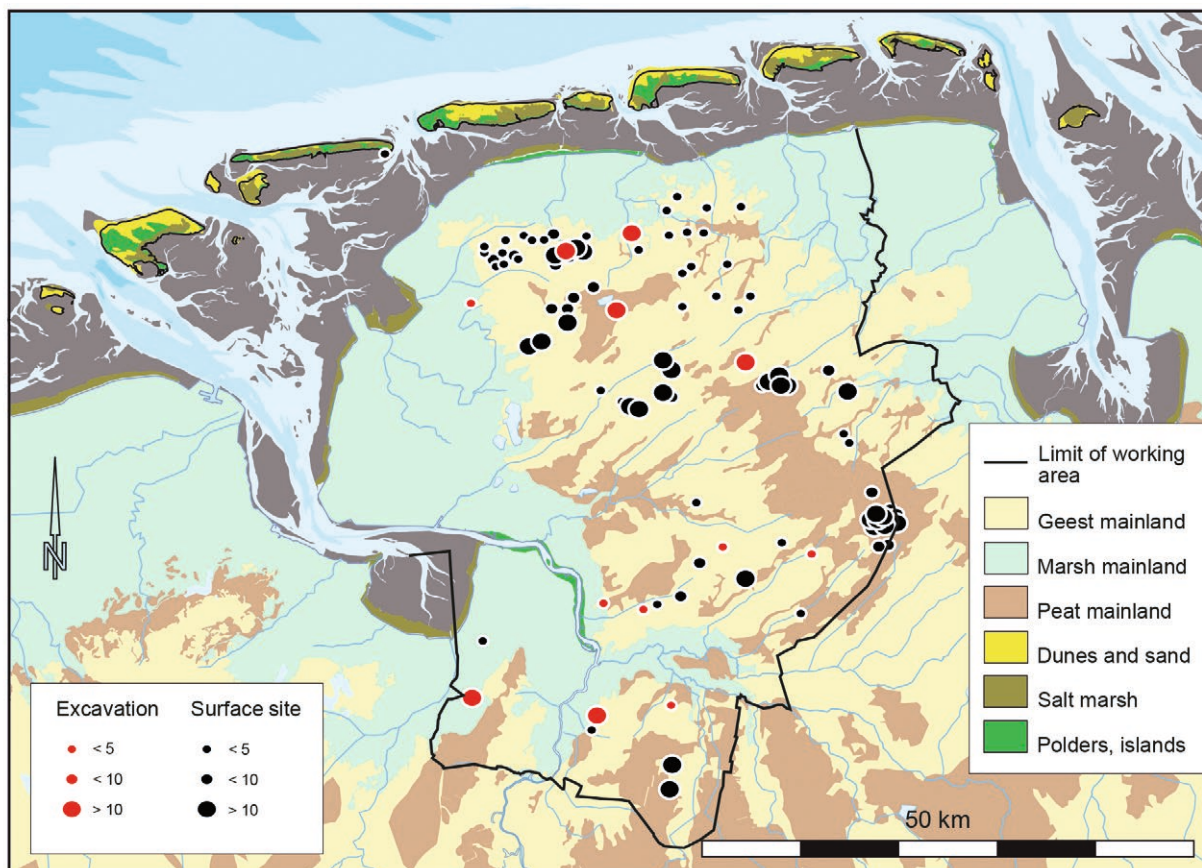 N
Limit of working
area
Geest mainland
Marsh mainland
Peat mainland
Dunes and sand
Salt marsh
Polders, islands
Excavation Surface site
< 5 < 5
< 10 < 10
> 10 > 10
50 km